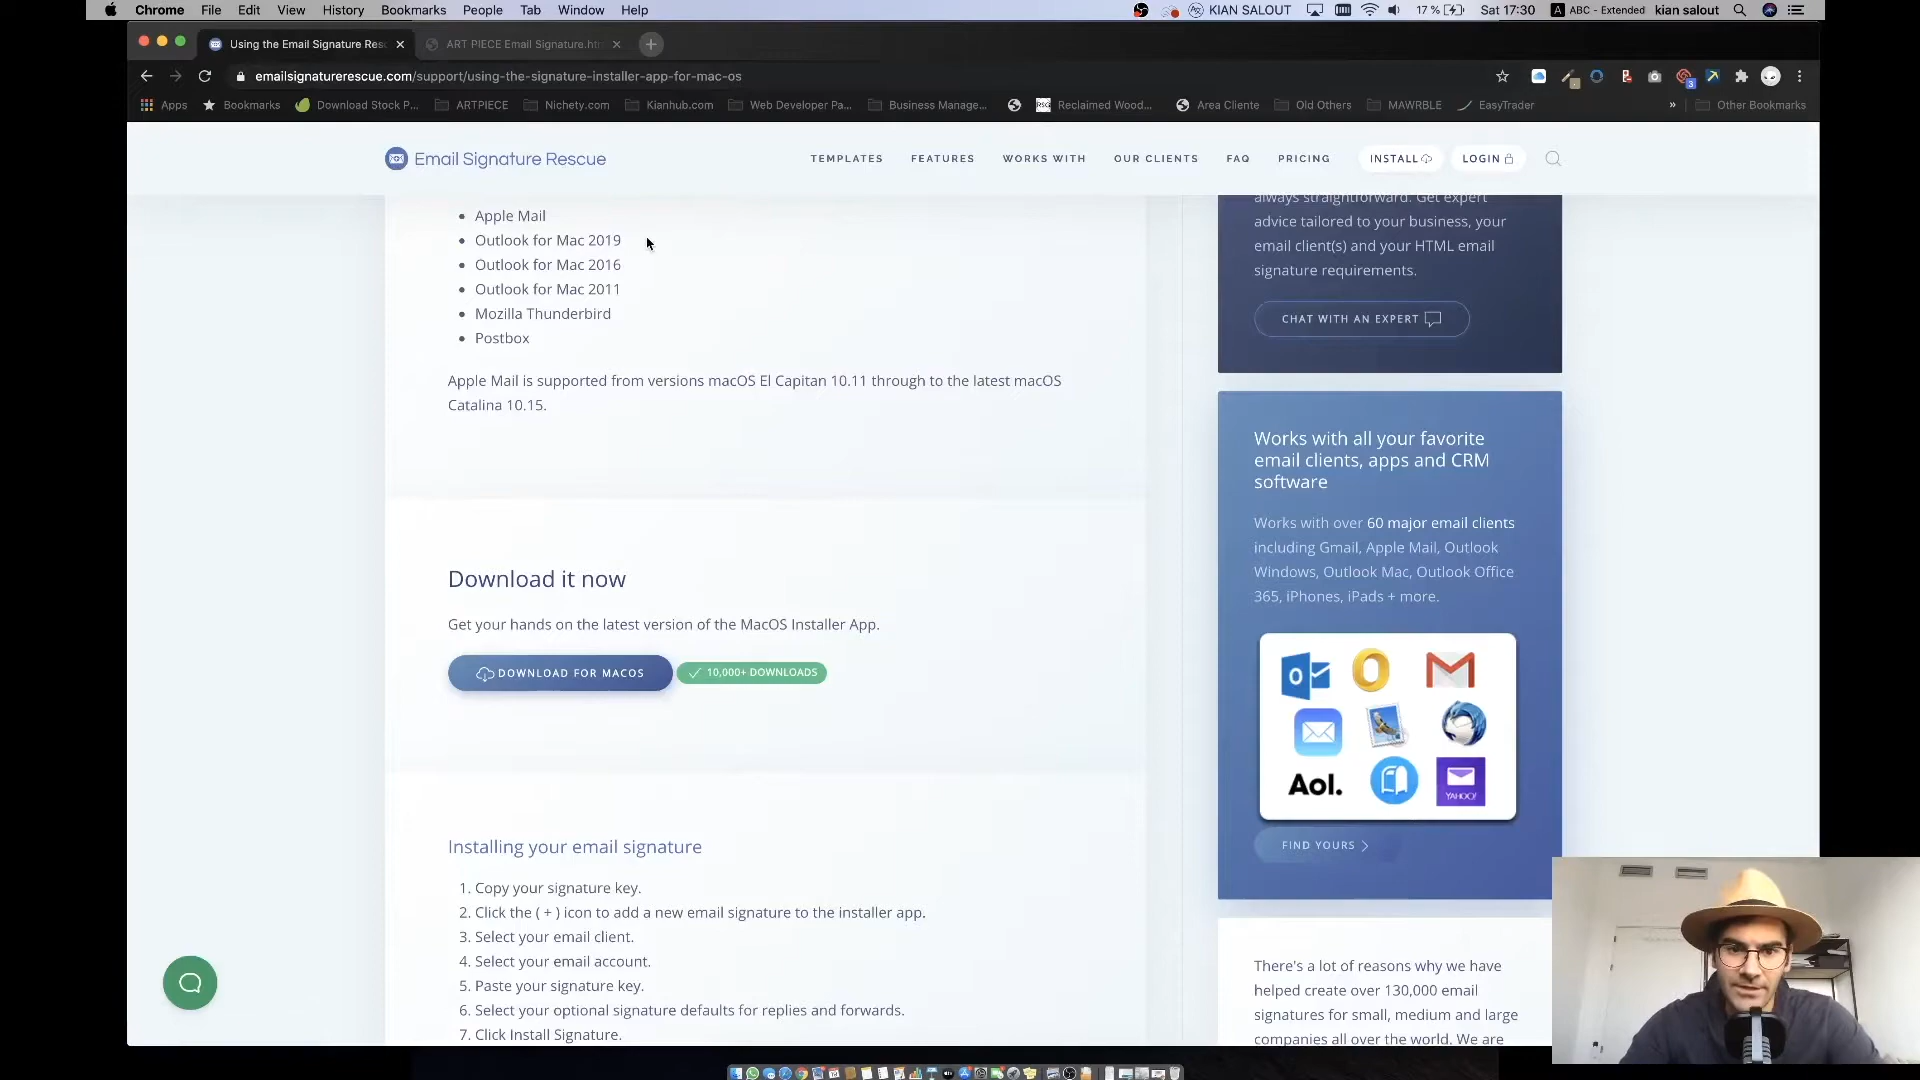 Chrome File Edit View History Bookmarks People Tab Window Help KIAN SALOUT 17 % Sat 17:30 A ABC - Extended kian salout
Using the Email Signature Res ART PIECE Email Signature.ht
emailsignaturerescue.com/support/using-the-signature-installer-app-for-mac-os
Apps Bookmarks Download Stock P... ARTPIECE Nichety.com Kianhub.com Web Developer Pa... Business Manage... Reclaimed Wood... Area Cliente Old Others MAWRBLE EasyTrader » Other Bookmarks
Email Signature Rescue TEMPLATES FEATURES WORKS WITH OUR CLIENTS FAQ PRICING INSTALL LOGIN
• Apple Mail
• Outlook for Mac 2019
• Outlook for Mac 2016
• Outlook for Mac 2011
• Mozilla Thunderbird
• Postbox
Apple Mail is supported from versions macOS El Capitan 10.11 through to the latest macOS
Catalina 10.15.
Download it now
Get your hands on the latest version of the MacOS Installer App.
DOWNLOAD FOR MACOS 10,000+ DOWNLOADS
Installing your email signature
1. Copy your signature key.
2. Click the ( + ) icon to add a new email signature to the installer app.
3. Select your email client.
4. Select your email account.
5. Paste your signature key.
6. Select your optional signature defaults for replies and forwards.
7. Click Install Signature.
always straightforward. Get expert
advice tailored to your business, your
email client(s) and your HTML email
signature requirements.
CHAT WITH AN EXPERT
Works with all your favorite
email clients, apps and CRM
software
Works with over 60 major email clients
including Gmail, Apple Mail, Outlook
Windows, Outlook Mac, Outlook Office
365, iPhones, iPads + more.
Aol.
YAHOO!
FIND YOURS
There's a lot of reasons why we have
helped create over 130,000 email
signatures for small, medium and large
companies all over the world. We are